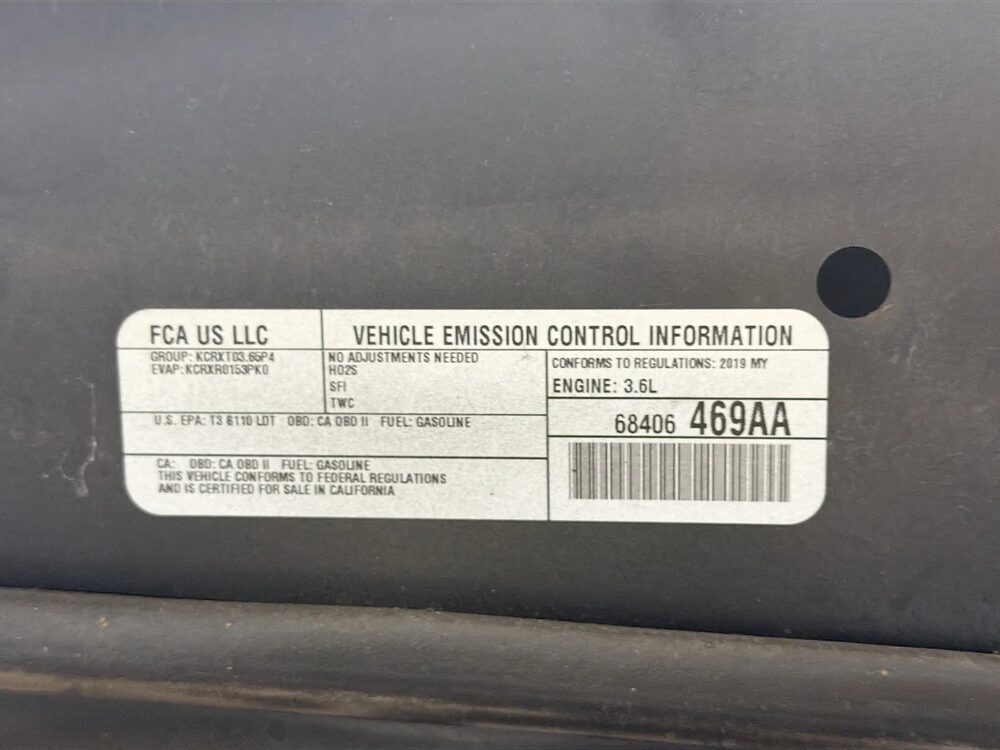 FCA US LLC
VEHICLE EMISSION CONTROL INFORMATION
GROUP: KCRXT03.65P4
EVAP: KCRXR0153PK0
NO ADJUSTMENTS NEEDED
HO2S
SFI
TWC
CONFORMS TO REGULATIONS: 2019 MY
ENGINE: 3.6L
68406 469AA
U.S. EPA: T3 B110 LDT OBD: CA OBD II FUEL: GASOLINE
CA: OBD: CA OBD II FUEL: GASOLINE
THIS VEHICLE CONFORMS TO FEDERAL REGULATIONS
AND IS CERTIFIED FOR SALE IN CALIFORNIA